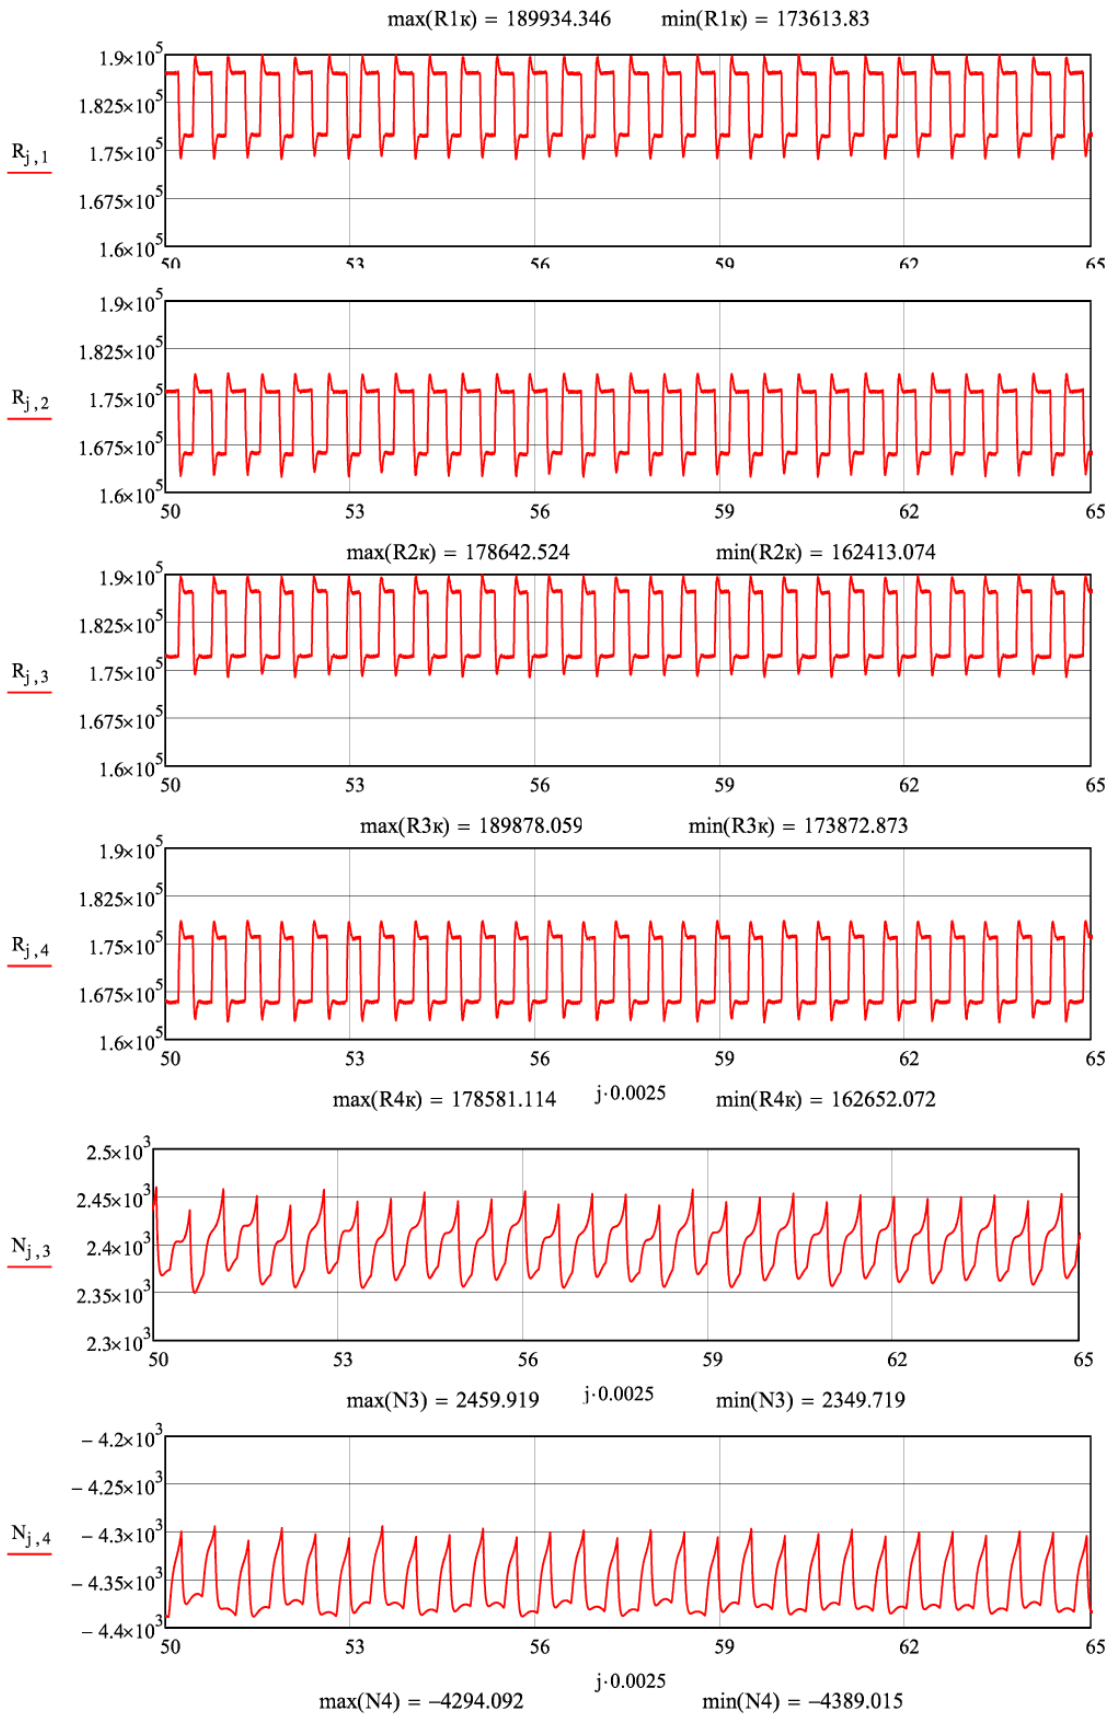 max(R1к) = 189934.346 min(R1к) = 173613.83
1.9×10^5
1.825×10^5
R_j,1
1.75×10^5
1.675×10^5
1.6×10^5
50 53 56 59 62 65
1.9×10^5
1.825×10^5
R_j,2
1.75×10^5
1.675×10^5
1.6×10^5
50 53 56 59 62 65
max(R2к) = 178642.524 min(R2к) = 162413.074
1.9×10^5
1.825×10^5
R_j,3
1.75×10^5
1.675×10^5
1.6×10^5
50 53 56 59 62 65
max(R3к) = 189878.059 min(R3к) = 173872.873
1.9×10^5
1.825×10^5
R_j,4
1.75×10^5
1.675×10^5
1.6×10^5
50 53 56 59 62 65
max(R4к) = 178581.114 j·0.0025 min(R4к) = 162652.072
2.5×10^3
2.45×10^3
N_j,3
2.4×10^3
2.35×10^3
2.3×10^3
50 53 56 59 62 65
max(N3) = 2459.919 j·0.0025 min(N3) = 2349.719
− 4.2×10^3
− 4.25×10^3
N_j,4
− 4.3×10^3
− 4.35×10^3
− 4.4×10^3
50 53 56 59 62 65
j·0.0025
max(N4) = −4294.092 min(N4) = −4389.015